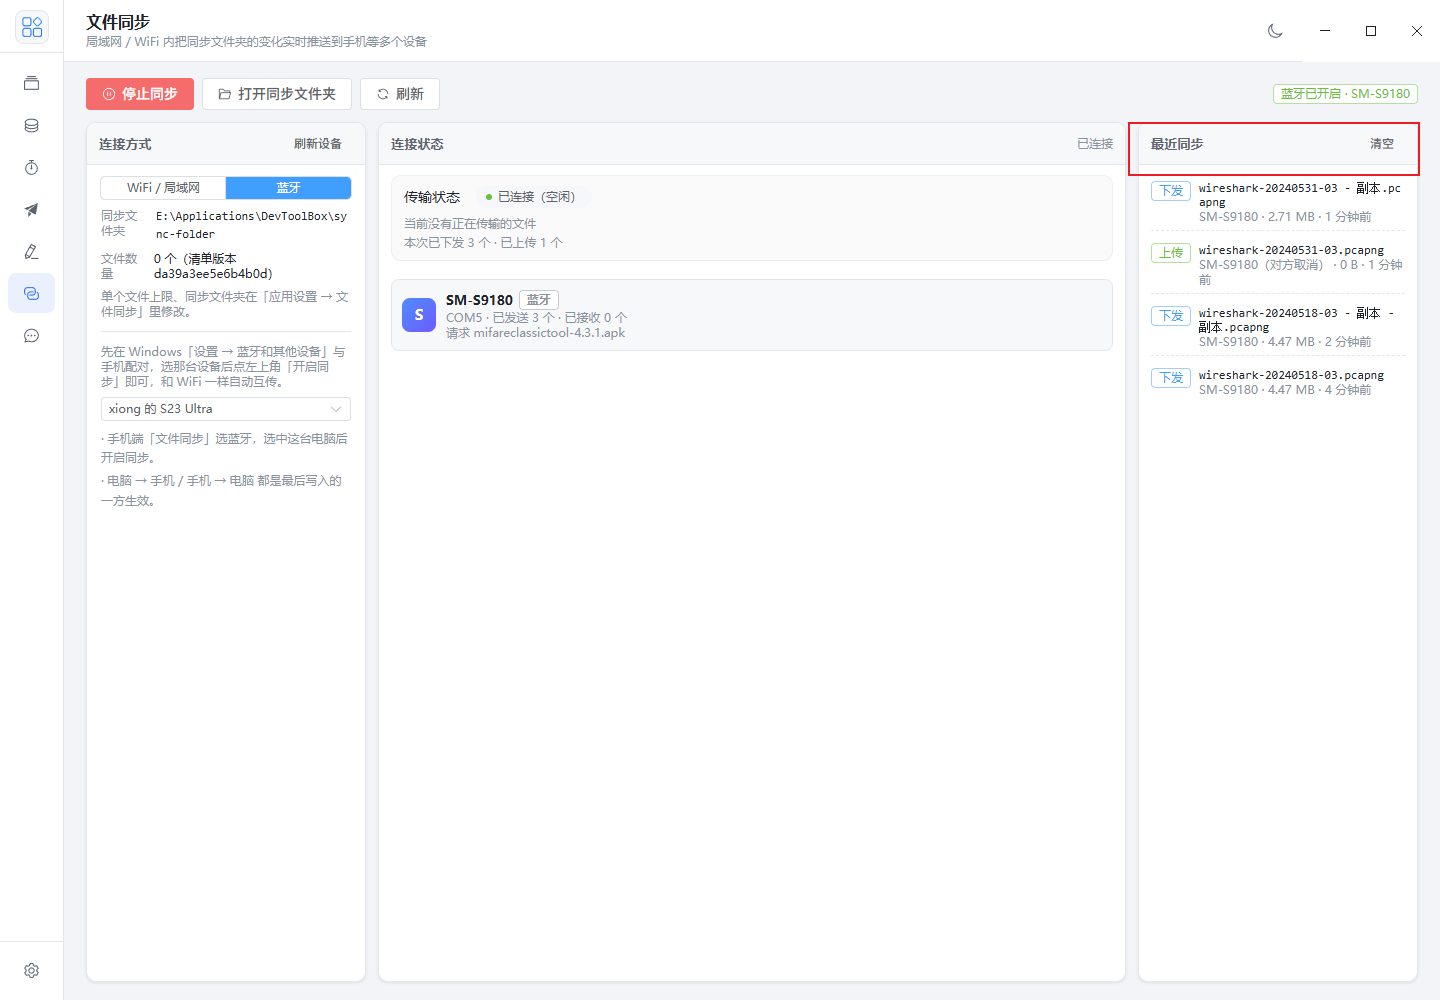 文件同步
局域网 / WiFi 内把同步文件夹的变化实时推送到手机等多个设备
停止同步
打开同步文件夹
刷新
蓝牙已开启 · SM-S9180
连接方式
刷新设备
WiFi / 局域网
蓝牙
同步文件夹
E:\Applications\DevToolBox\sy
nc-folder
文件数量
0 个（清单版本
da39a3ee5e6b4b0d）
单个文件上限、同步文件夹在「应用设置 → 文
件同步」里修改。
先在 Windows「设置 → 蓝牙和其他设备」与
手机配对，选那台设备后点左上角「开启同
步」即可，和 WiFi 一样自动互传。
xiong 的 S23 Ultra
· 手机端「文件同步」选蓝牙，选中这台电脑后
开启同步。
· 电脑 → 手机 / 手机 → 电脑 都是最后写入的
一方生效。
连接状态
已连接
传输状态
已连接（空闲）
当前没有正在传输的文件
本次已下发 3 个 · 已上传 1 个
S
SM-S9180 蓝牙
COM5 · 已发送 3 个 · 已接收 0 个
请求 mifareclassictool-4.3.1.apk
最近同步
清空
下发
wireshark-20240531-03 - 副本.pc
apng
SM-S9180 · 2.71 MB · 1 分钟前
上传
wireshark-20240531-03.pcapng
SM-S9180（对方取消） · 0 B · 1 分钟
前
下发
wireshark-20240518-03 - 副本 -
副本.pcapng
SM-S9180 · 4.47 MB · 2 分钟前
下发
wireshark-20240518-03.pcapng
SM-S9180 · 4.47 MB · 4 分钟前